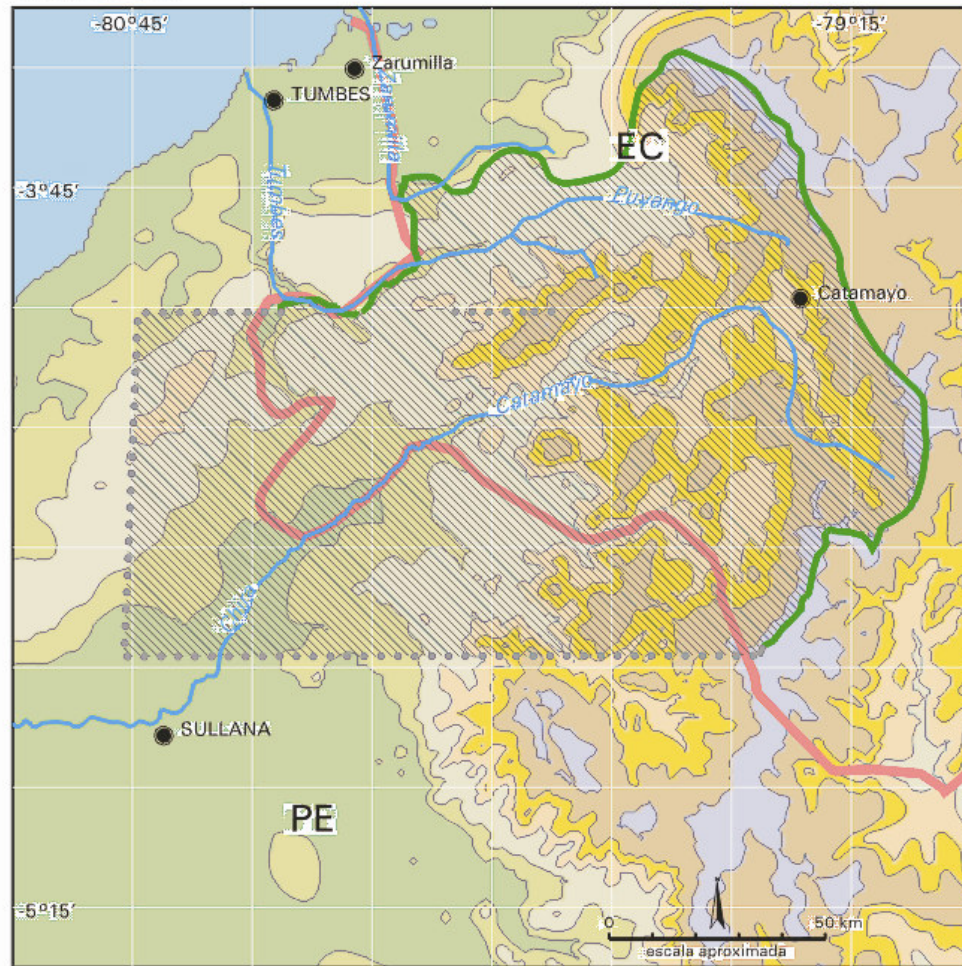 -80º45'
-79º15'
Zarumilla
TUMBES
Zarumilla
EC
-3º45'
Puyango
Tumbes
Catamayo
Catamayo
Chira
SULLANA
PE
-5º15'
0
50 km
escala aproximada